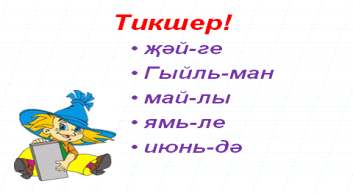 Тикшер!
• җәй-ге
• Гыйль-ман
• май-лы
• ямь-ле
• июнь-дә